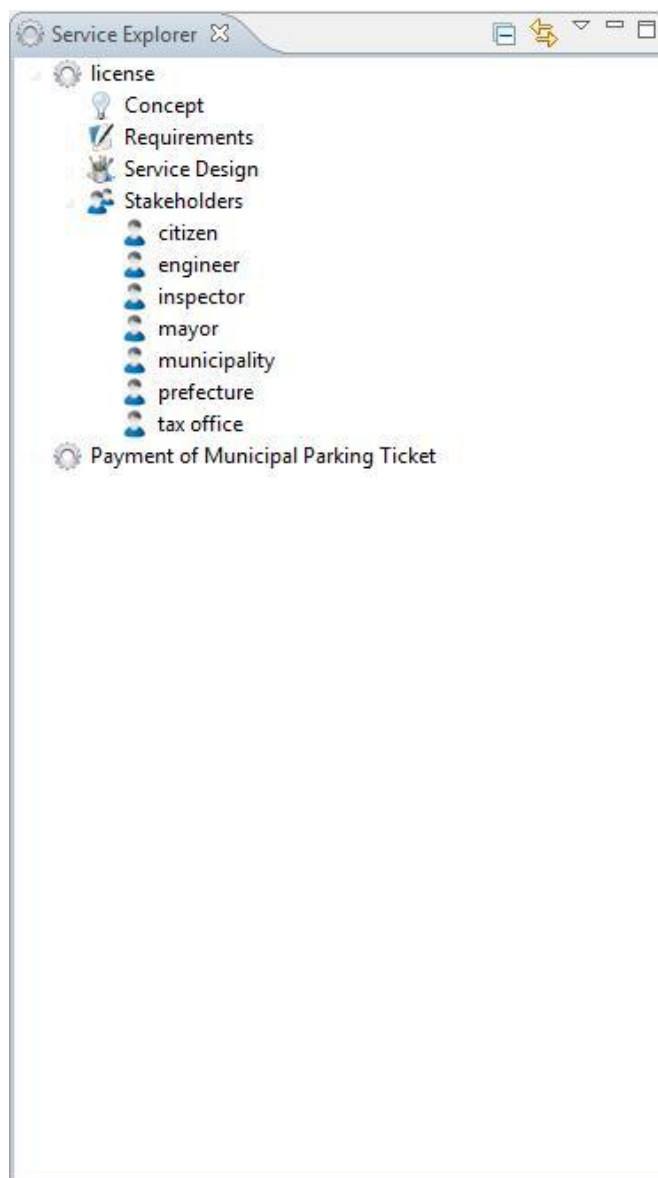 Service Explorer
license
Concept
Requirements
Service Design
Stakeholders
citizen
engineer
inspector
mayor
municipality
prefecture
tax office
Payment of Municipal Parking Ticket